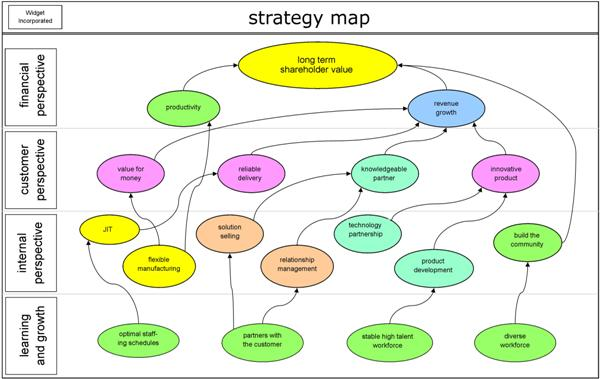 Widget
Incorporated
strategy map
financial
perspective
long term
shareholder value
productivity
revenue
growth
customer
perspective
value for
money
reliable
delivery
knowledgeable
partner
innovative
product
internal
perspective
JIT
flexible
manufacturing
solution
selling
relationship
management
technology
partnership
product
development
build the
community
learning
and growth
optimal staff-
ing schedules
partners with
the customer
stable high talent
workforce
diverse
workforce